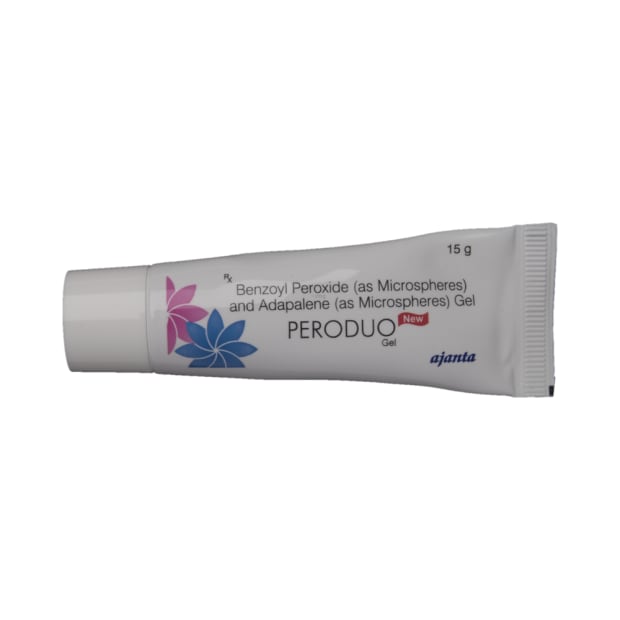 15 g
Rx
Benzoyl Peroxide (as Microspheres)
and Adapalene (as Microspheres) Gel
PERODUO New
Gel
ajanta